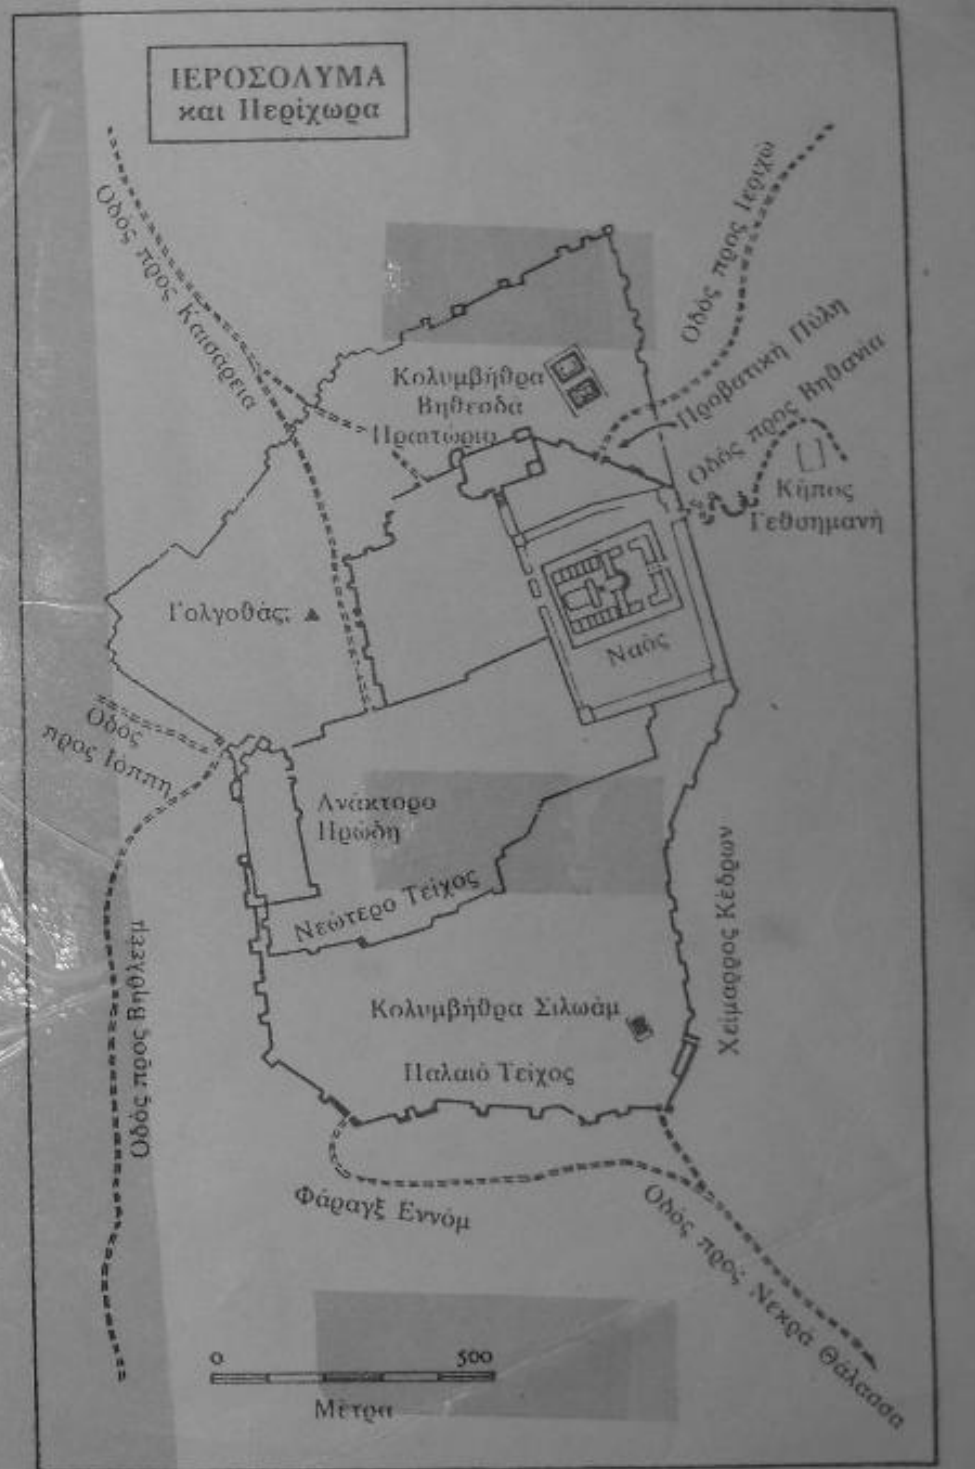 ΙΕΡΟΣΟΛΥΜΑ
και Περίχωρα
Οδός προς Καισάρεια
Οδός προς Ιεριχώ
Κολυμβήθρα
Βηθεσδά
Πραιτώριο
Προβατική Πύλη
Οδός προς Βηθανία
Κήπος
Γεθσημανή
Γολγοθάς;
Ναός
Οδός
προς Ιόππη
Ανάκτορο
Ηρώδη
Νεώτερο Τείχος
Χείμαρρος Κέδρων
Οδός προς Βηθλεέμ
Κολυμβήθρα Σιλωάμ
Παλαιό Τείχος
Φάραγξ Εννόμ
Οδός προς Νεκρά Θάλασσα
0 500
Μέτρα